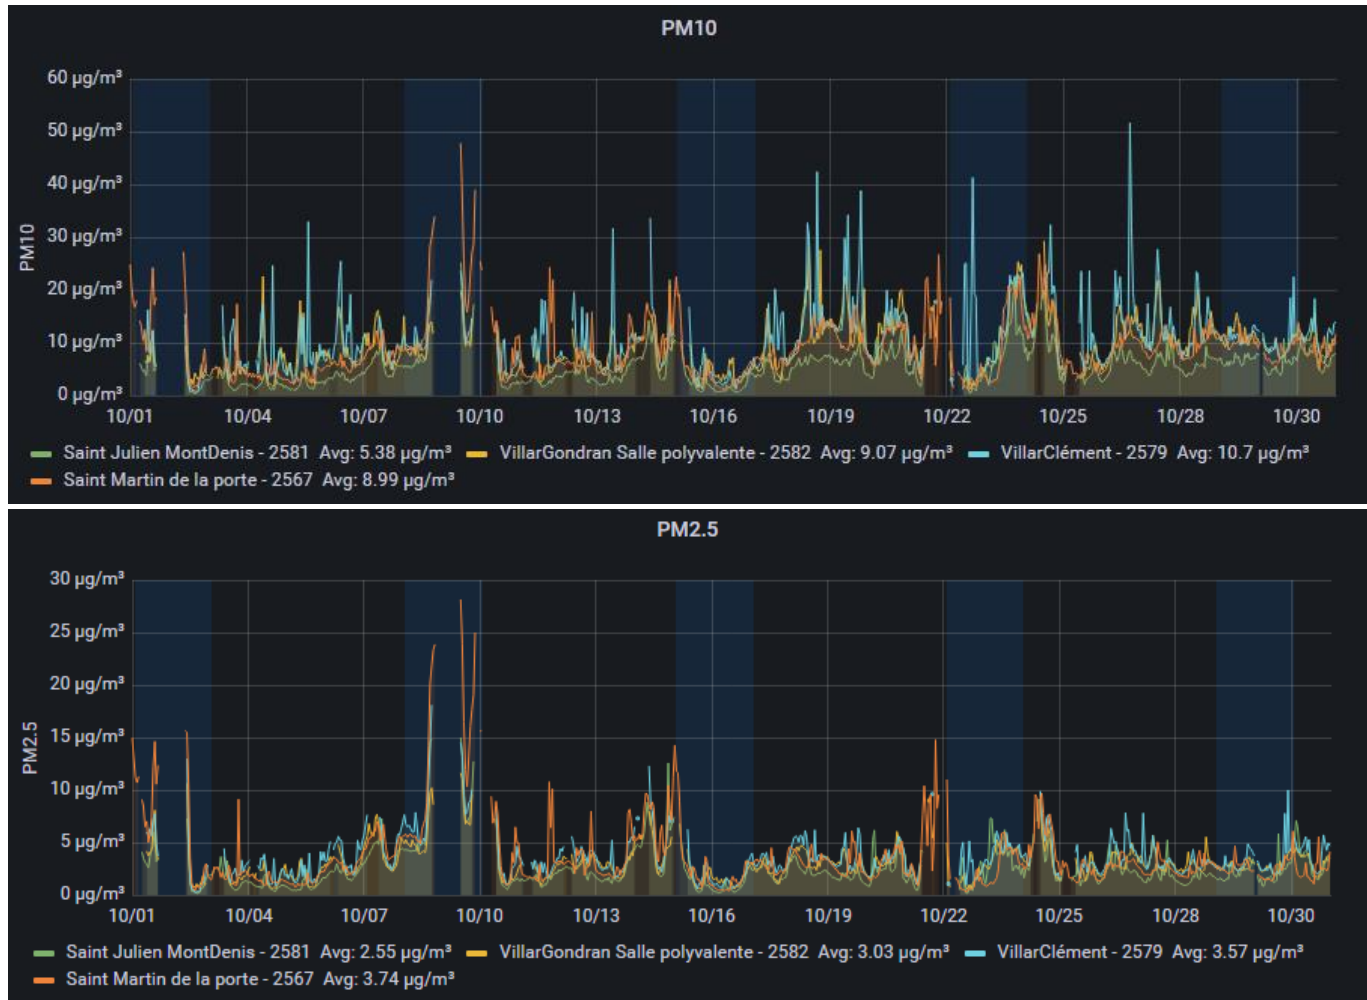 PM10
60 µg/m³
50 µg/m³
40 µg/m³
30 µg/m³
20 µg/m³
10 µg/m³
0 µg/m³
PM10
10/01 10/04 10/07 10/10 10/13 10/16 10/19 10/22 10/25 10/28 10/30
Saint Julien MontDenis - 2581 Avg: 5.38 µg/m³ VillarGondran Salle polyvalente - 2582 Avg: 9.07 µg/m³ VillarClément - 2579 Avg: 10.7 µg/m³
Saint Martin de la porte - 2567 Avg: 8.99 µg/m³
PM2.5
30 µg/m³
25 µg/m³
20 µg/m³
15 µg/m³
10 µg/m³
5 µg/m³
0 µg/m³
PM2.5
10/01 10/04 10/07 10/10 10/13 10/16 10/19 10/22 10/25 10/28 10/30
Saint Julien MontDenis - 2581 Avg: 2.55 µg/m³ VillarGondran Salle polyvalente - 2582 Avg: 3.03 µg/m³ VillarClément - 2579 Avg: 3.57 µg/m³
Saint Martin de la porte - 2567 Avg: 3.74 µg/m³